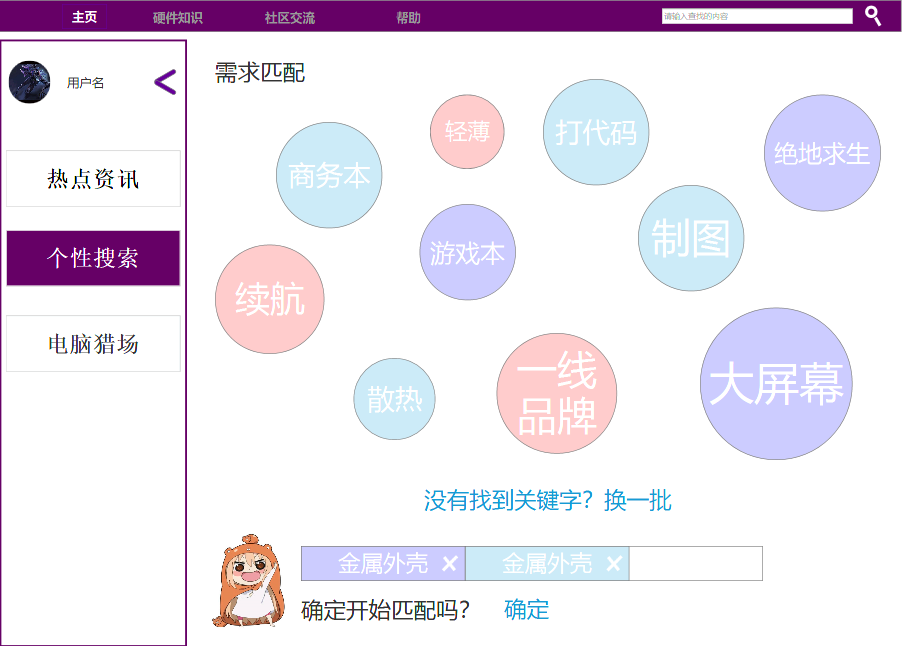 主页
硬件知识
社区交流
帮助
请输入查找的内容
用户名
热点资讯
个性搜索
电脑猎场
需求匹配
轻薄
打代码
绝地求生
商务本
游戏本
制图
续航
散热
一线
品牌
大屏幕
没有找到关键字？换一批
金属外壳
金属外壳
确定开始匹配吗？
确定